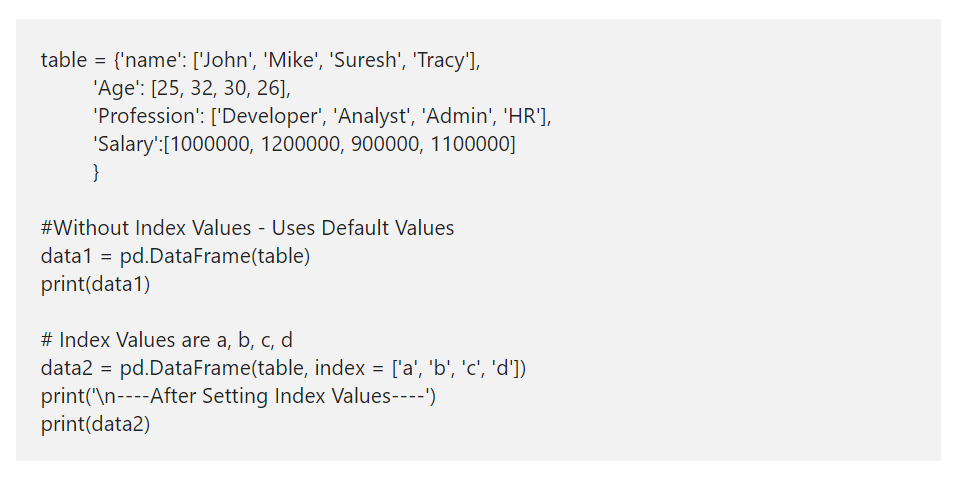 table = {'name': ['John', 'Mike', 'Suresh', 'Tracy'],
'Age': [25, 32, 30, 26],
'Profession': ['Developer', 'Analyst', 'Admin', 'HR'],
'Salary':[1000000, 1200000, 900000, 1100000]
}
#Without Index Values - Uses Default Values
data1 = pd.DataFrame(table)
print(data1)
# Index Values are a, b, c, d
data2 = pd.DataFrame(table, index = ['a', 'b', 'c', 'd'])
print('\n----After Setting Index Values----')
print(data2)